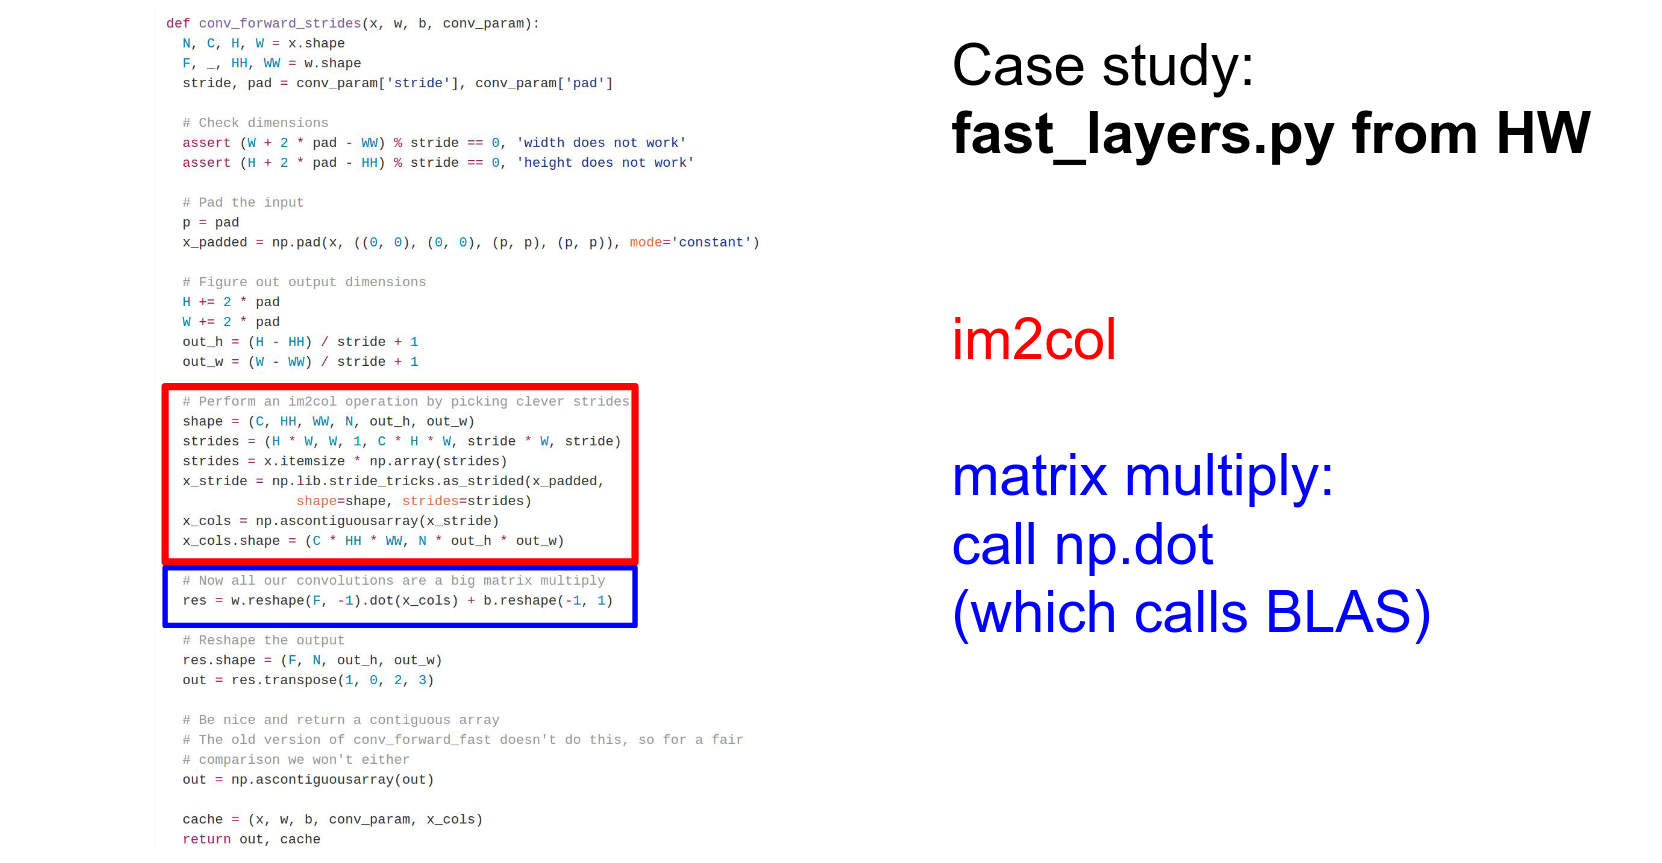 def conv_forward_strides(x, w, b, conv_param):
  N, C, H, W = x.shape
  F, _, HH, WW = w.shape
  stride, pad = conv_param['stride'], conv_param['pad']

  # Check dimensions
  assert (W + 2 * pad - WW) % stride == 0, 'width does not work'
  assert (H + 2 * pad - HH) % stride == 0, 'height does not work'

  # Pad the input
  p = pad
  x_padded = np.pad(x, ((0, 0), (0, 0), (p, p), (p, p)), mode='constant')

  # Figure out output dimensions
  H += 2 * pad
  W += 2 * pad
  out_h = (H - HH) / stride + 1
  out_w = (W - WW) / stride + 1

  # Perform an im2col operation by picking clever strides
  shape = (C, HH, WW, N, out_h, out_w)
  strides = (H * W, W, 1, C * H * W, stride * W, stride)
  strides = x.itemsize * np.array(strides)
  x_stride = np.lib.stride_tricks.as_strided(x_padded,
                shape=shape, strides=strides)
  x_cols = np.ascontiguousarray(x_stride)
  x_cols.shape = (C * HH * WW, N * out_h * out_w)

  # Now all our convolutions are a big matrix multiply
  res = w.reshape(F, -1).dot(x_cols) + b.reshape(-1, 1)

  # Reshape the output
  res.shape = (F, N, out_h, out_w)
  out = res.transpose(1, 0, 2, 3)

  # Be nice and return a contiguous array
  # The old version of conv_forward_fast doesn't do this, so for a fair
  # comparison we won't either
  out = np.ascontiguousarray(out)

  cache = (x, w, b, conv_param, x_cols)
  return out, cache
Case study:
fast_layers.py from HW
im2col
matrix multiply:
call np.dot
(which calls BLAS)